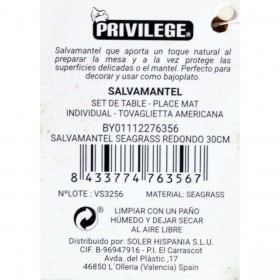 PRIVILEGE
Salvamantel que aporta un toque natural al
preparar la mesa y a la vez protege las
superficies delicadas o el mantel. Perfecto para
decorar y usar como bajoplato.
SALVAMANTEL
SET DE TABLE - PLACE MAT
INDIVIDUAL - TOVAGLIETTA AMERICANA
BY01112276356
SALVAMANTEL SEAGRASS REDONDO 30CM
8 433774 763567
NºLOTE : VS3256
MATERIAL: SEAGRASS
LIMPIAR CON UN PAÑO
HÚMEDO Y DEJAR SECAR
AL AIRE LIBRE
Distribuido por: SOLER HISPANIA S.L.U.
CIF B-96947916 - P.I. El Carrascot
Avda. del Plàstic, 17
46850 L'Olleria (Valencia) Spain